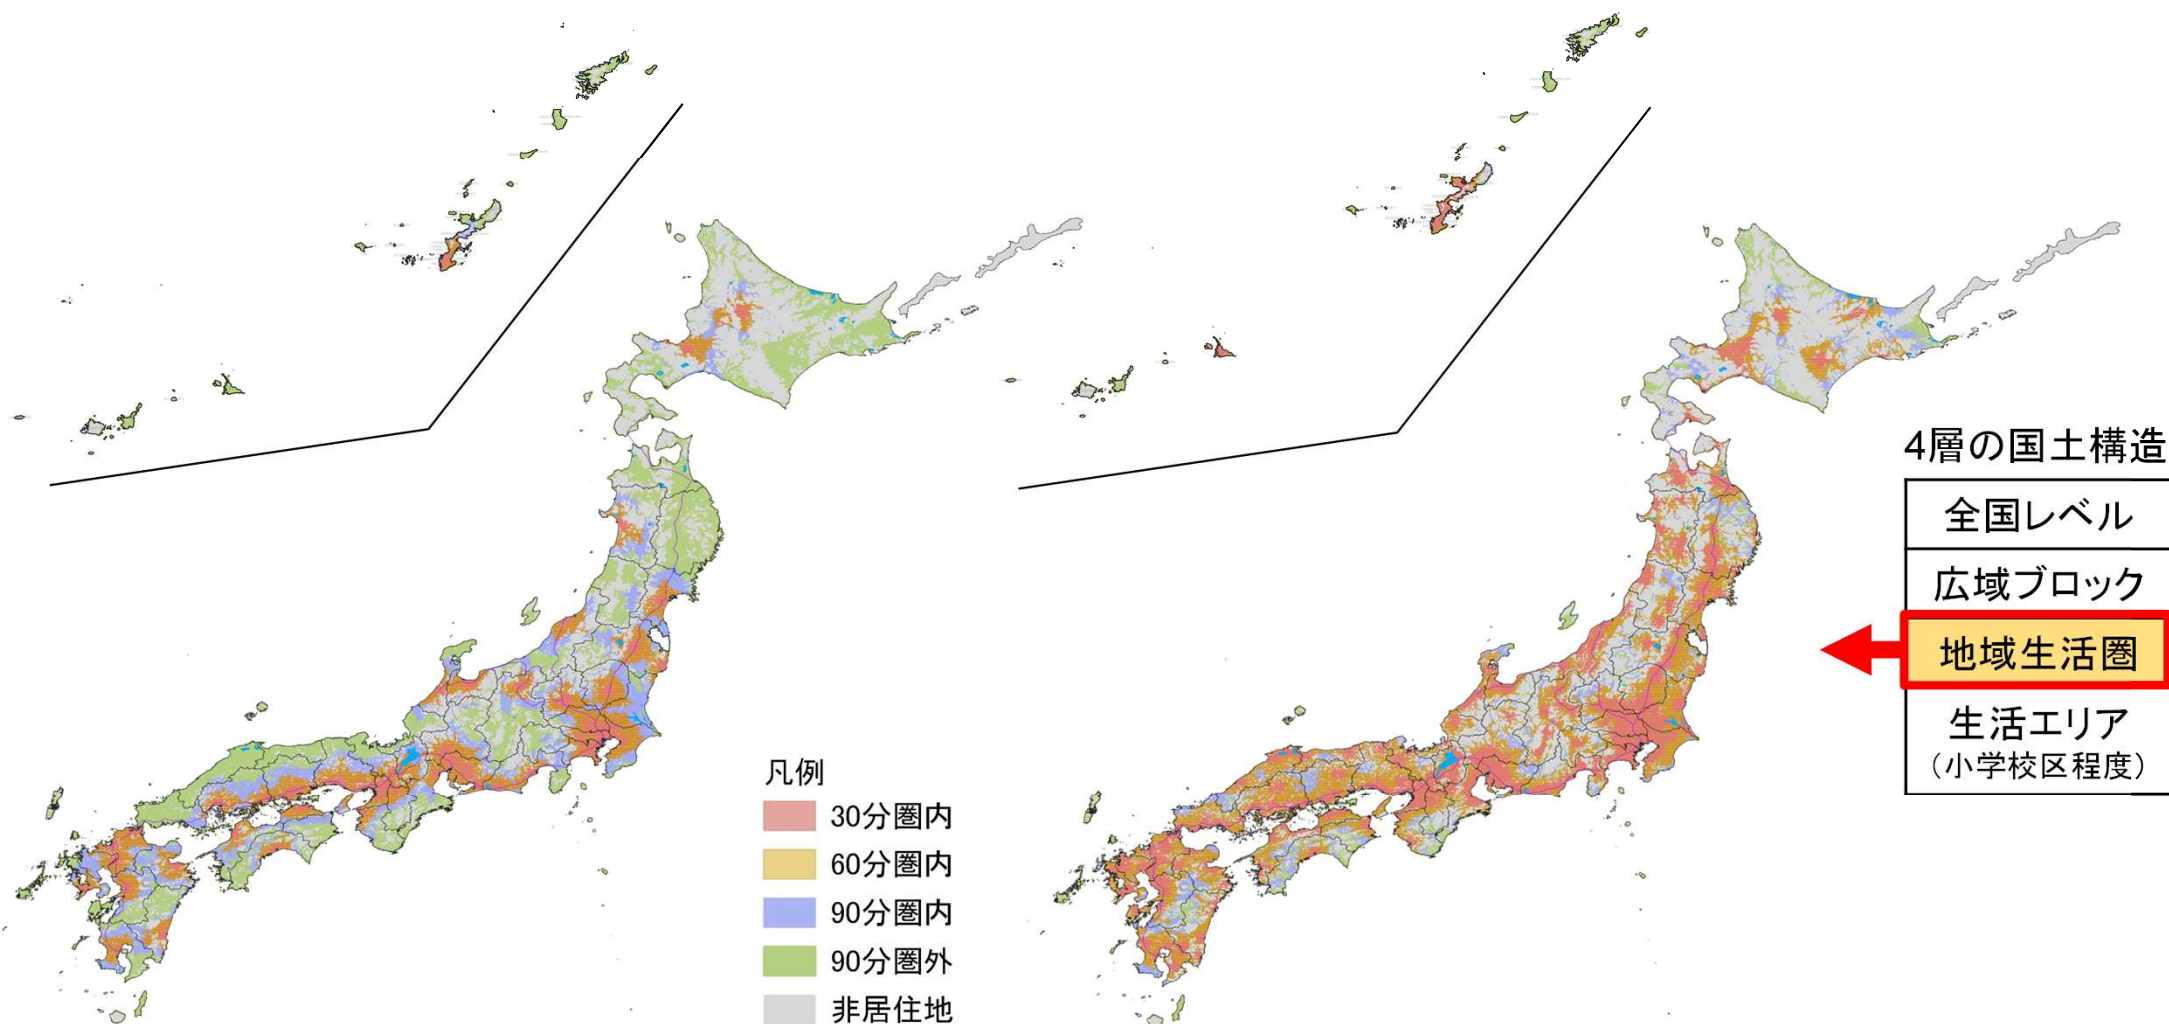 凡例
30分圏内
60分圏内
90分圏内
90分圏外
非居住地
4層の国土構造
全国レベル
広域ブロック
地域生活圏
生活エリア
(小学校区程度)